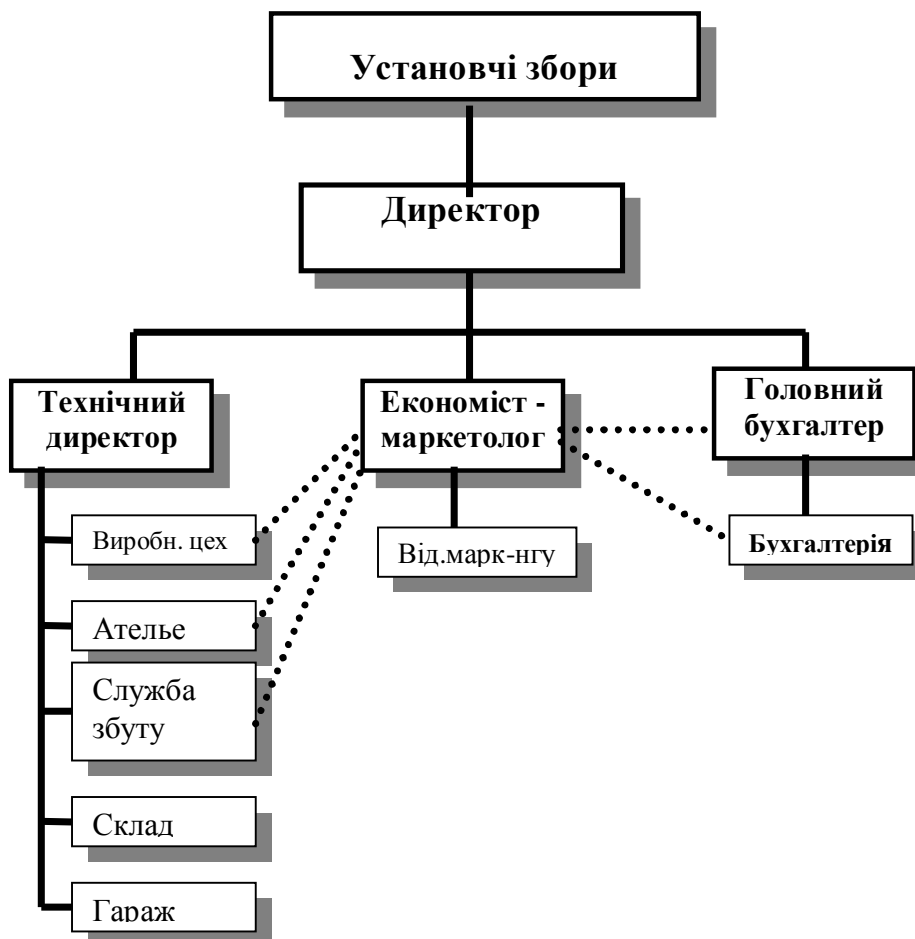 Установчі збори
Директор
Технічний
директор
Економіст -
маркетолог
Головний
бухгалтер
Виробн. цех
Від.марк-нгу
Бухгалтерія
Ателье
Служба
збуту
Склад
Гараж